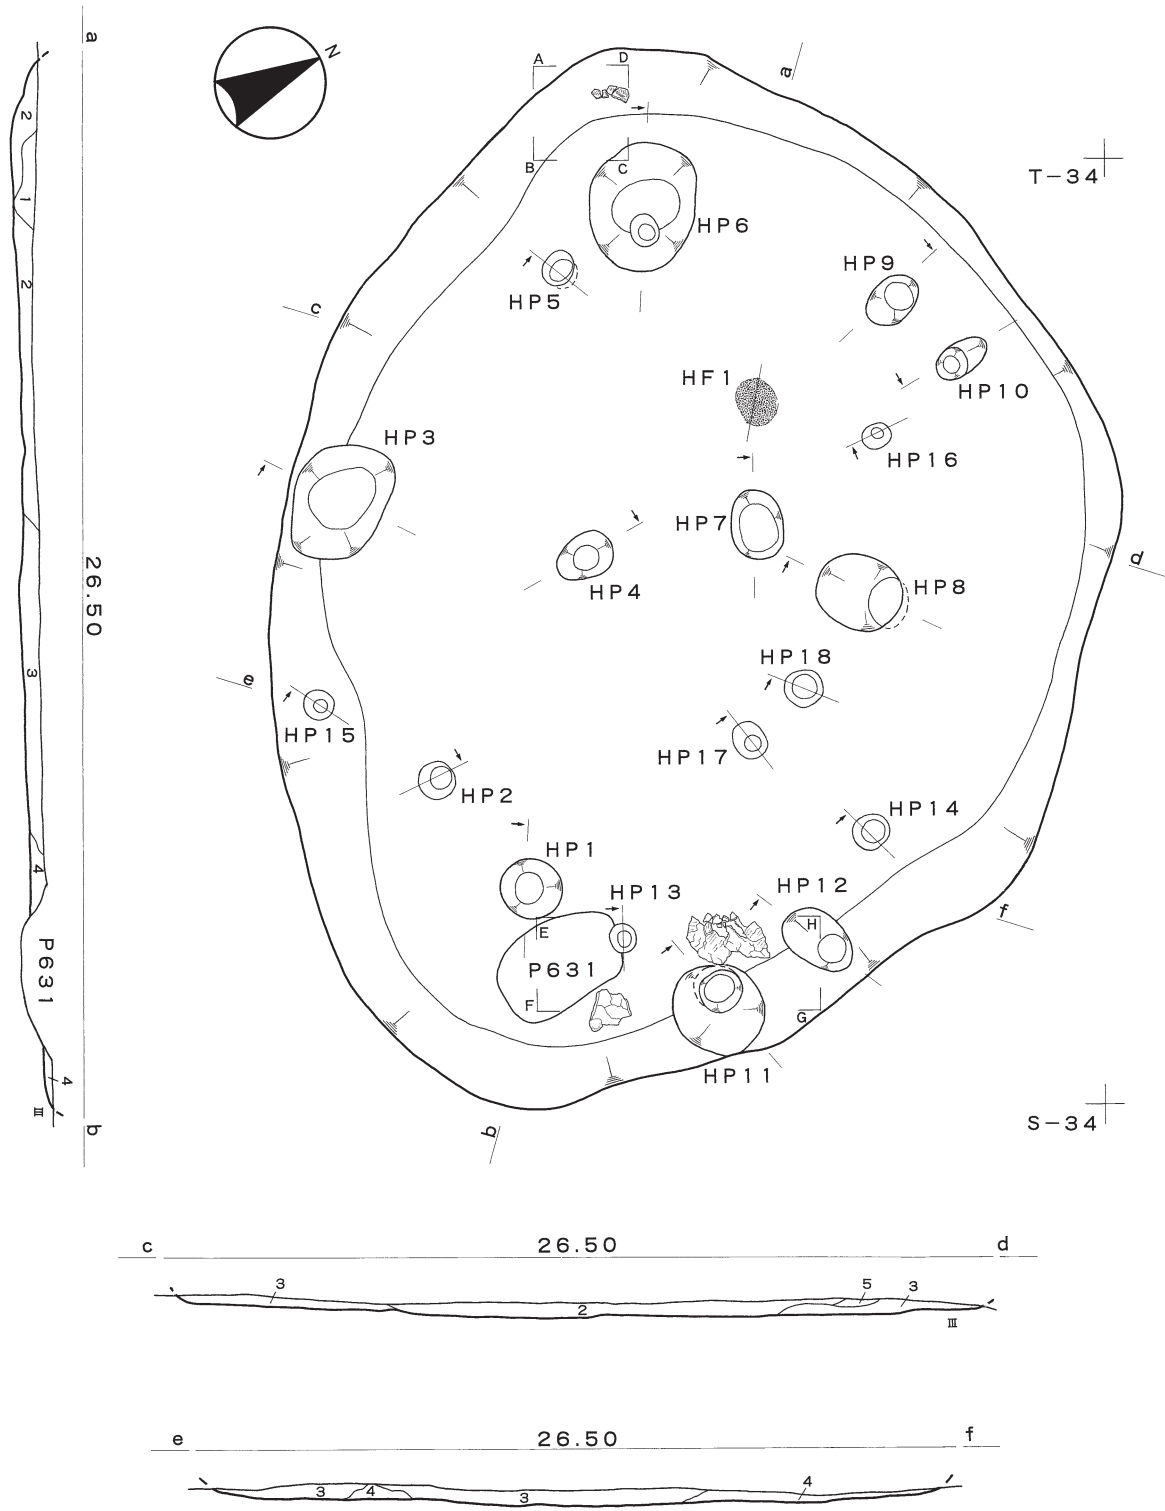 a
N
A
D
a
2
B
C
T-34
1
HP6
HP9
2
HP5
c
HF1
HP10
HP3
HP16
HP7
d
26.50
HP4
HP8
3
e
HP18
HP15
HP17
HP2
HP14
HP1
4
HP13
HP12
f
E
H
P631
P631
F
G
HP11
4
III
b
b
S-34
c
26.50
d
3
5
3
2
III
e
26.50
f
3
4
3
4